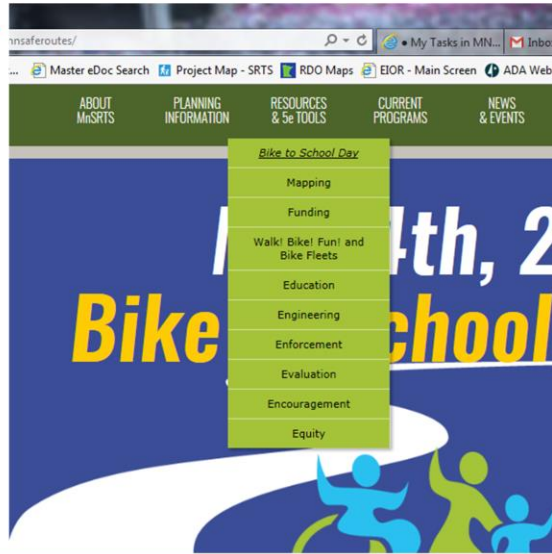 nnsaferoutes/
• My Tasks in MN...
Inbo
... Master eDoc Search Project Map - SRTS RDO Maps EIOR - Main Screen ADA Web
ABOUT MnSRTS
PLANNING INFORMATION
RESOURCES & 5e TOOLS
CURRENT PROGRAMS
NEWS & EVENTS
Bike to School Day
Mapping
Funding
Walk! Bike! Fun! and
Bike Fleets
Education
Engineering
Enforcement
Evaluation
Encouragement
Equity
4th, 2
Bike chool